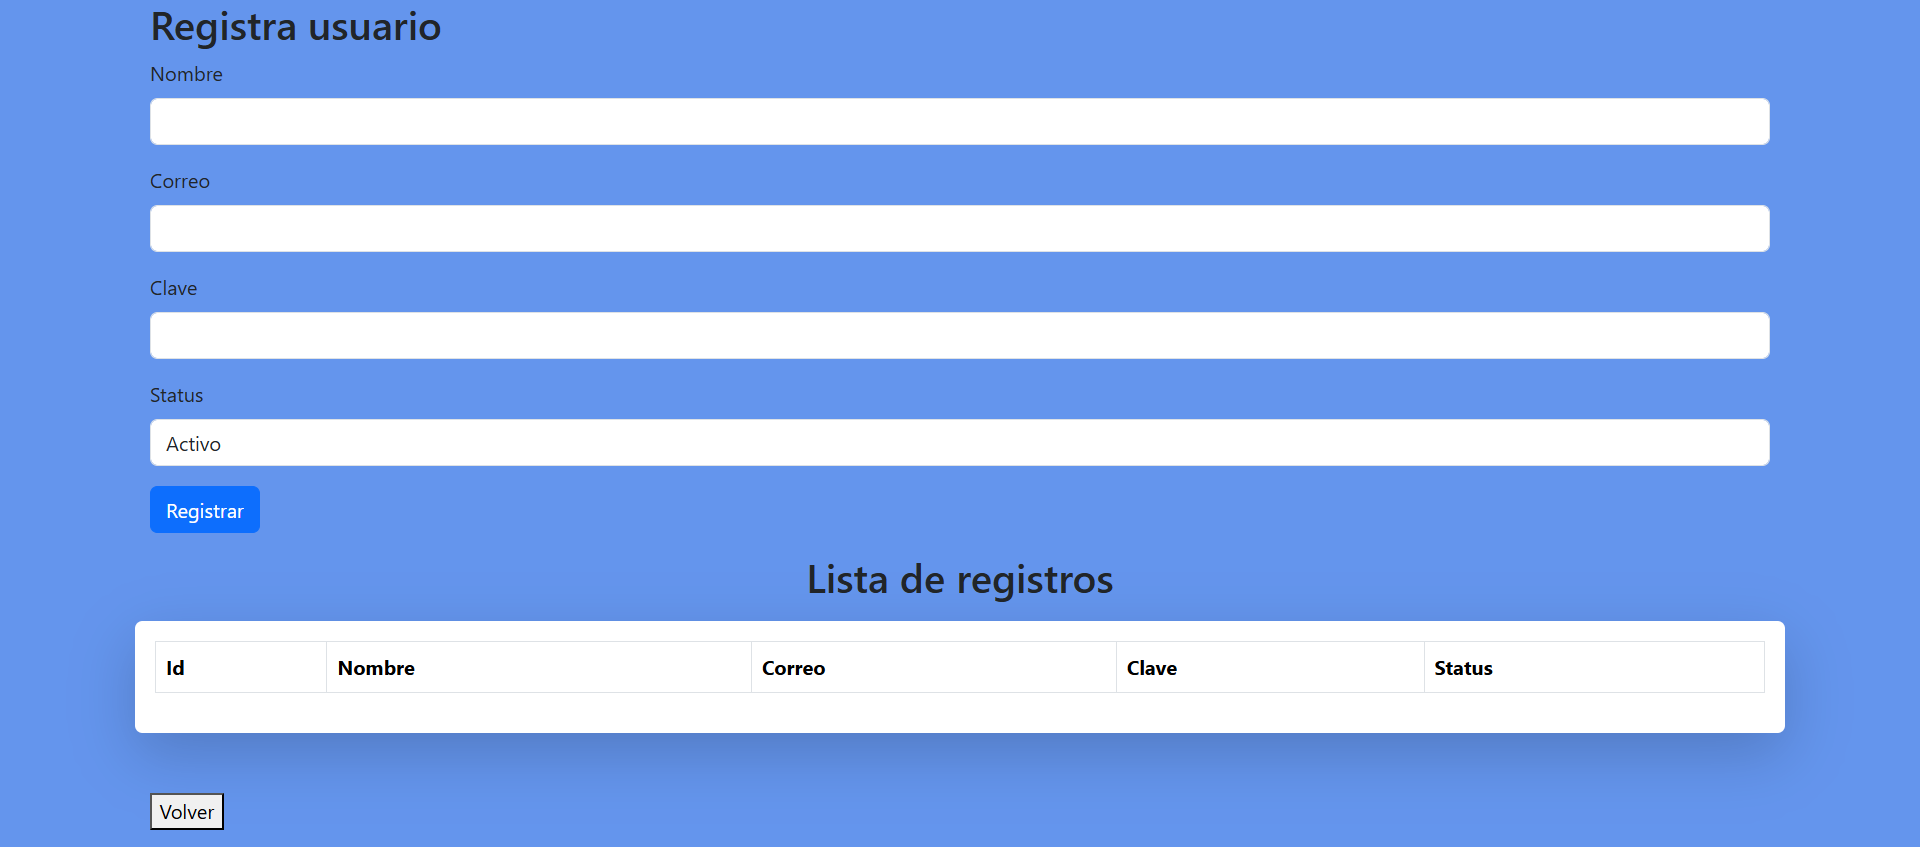 Registra usuario
Nombre
Correo
Clave
Status
Activo
Registrar
Lista de registros
Id Nombre Correo Clave Status
Volver